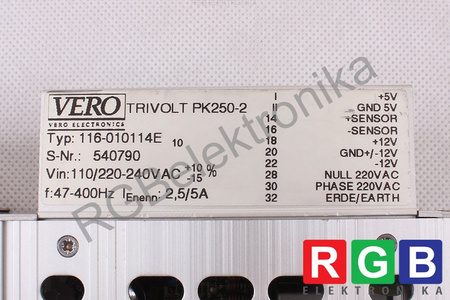 VERO TRIVOLT PK250-2
VERO ELECTRONICS
Typ: 116-010114E 10
S-Nr.: 540790
Vin: 110/220-240VAC +10 % -15
f: 47-400Hz IEnenn: 2,5/5A
I +5V
II GND 5V
14 +SENSOR
16 -SENSOR
18 +12V
20 GND+/-12V
22 -12V
28 NULL 220VAC
30 PHASE 220VAC
32 ERDE/EARTH
RGBelektronika
RGB
ELEKTRONIKA